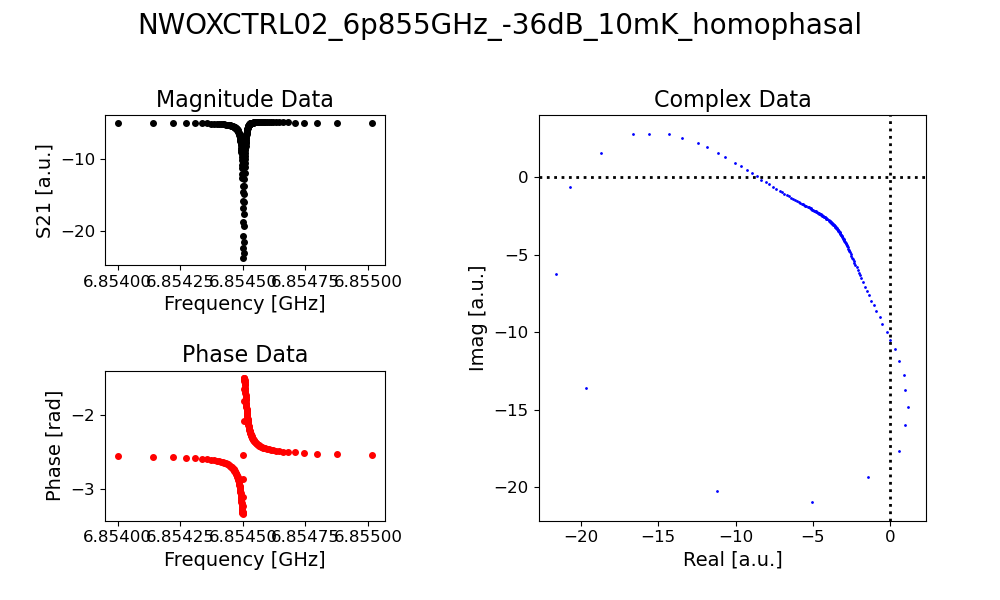 NWOXCTRL02_6p855GHz_-36dB_10mK_homophasal
Magnitude Data
S21 [a.u.]
−10
−20
6.85400 6.85425 6.85450 6.85475 6.85500
Frequency [GHz]
Phase Data
Phase [rad]
−2
−3
6.85400 6.85425 6.85450 6.85475 6.85500
Frequency [GHz]
Complex Data
Imag [a.u.]
0
−5
−10
−15
−20
−20 −15 −10 −5 0
Real [a.u.]